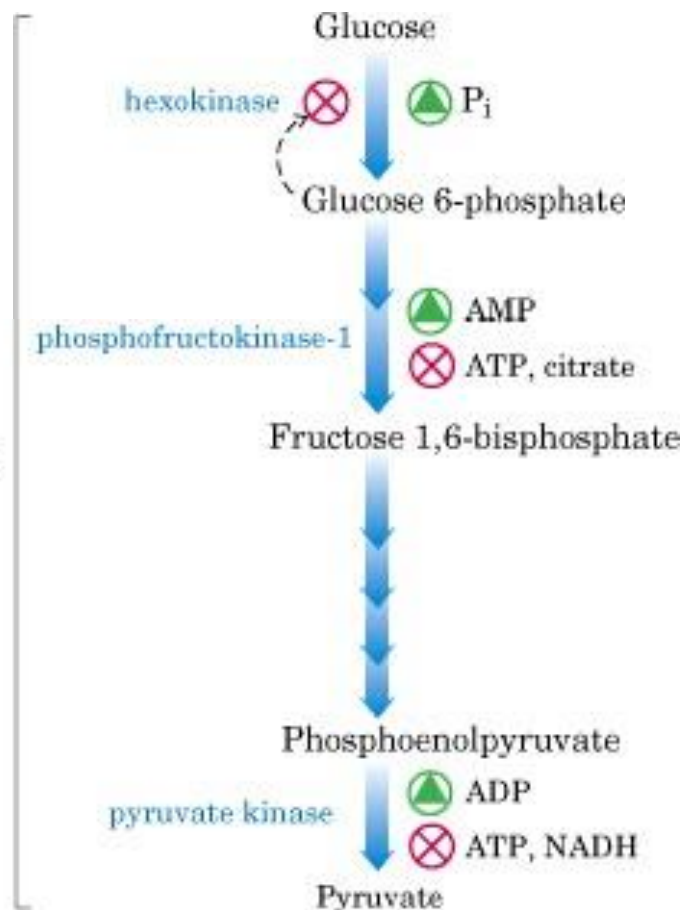 Glucose
hexokinase
Pi
Glucose 6-phosphate
AMP
phosphofructokinase-1
ATP, citrate
Fructose 1,6-bisphosphate
Phosphoenolpyruvate
ADP
pyruvate kinase
ATP, NADH
Pyruvate